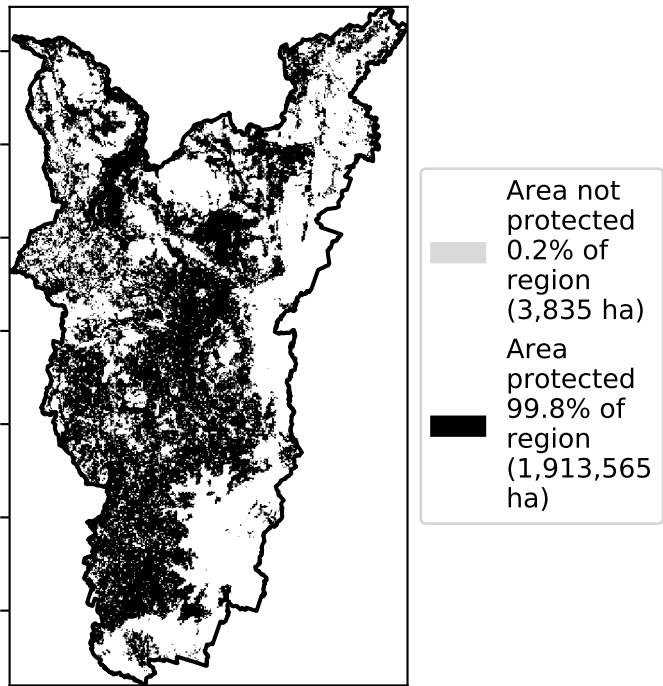 Area not
protected
0.2% of
region
(3,835 ha)
Area
protected
99.8% of
region
(1,913,565
ha)